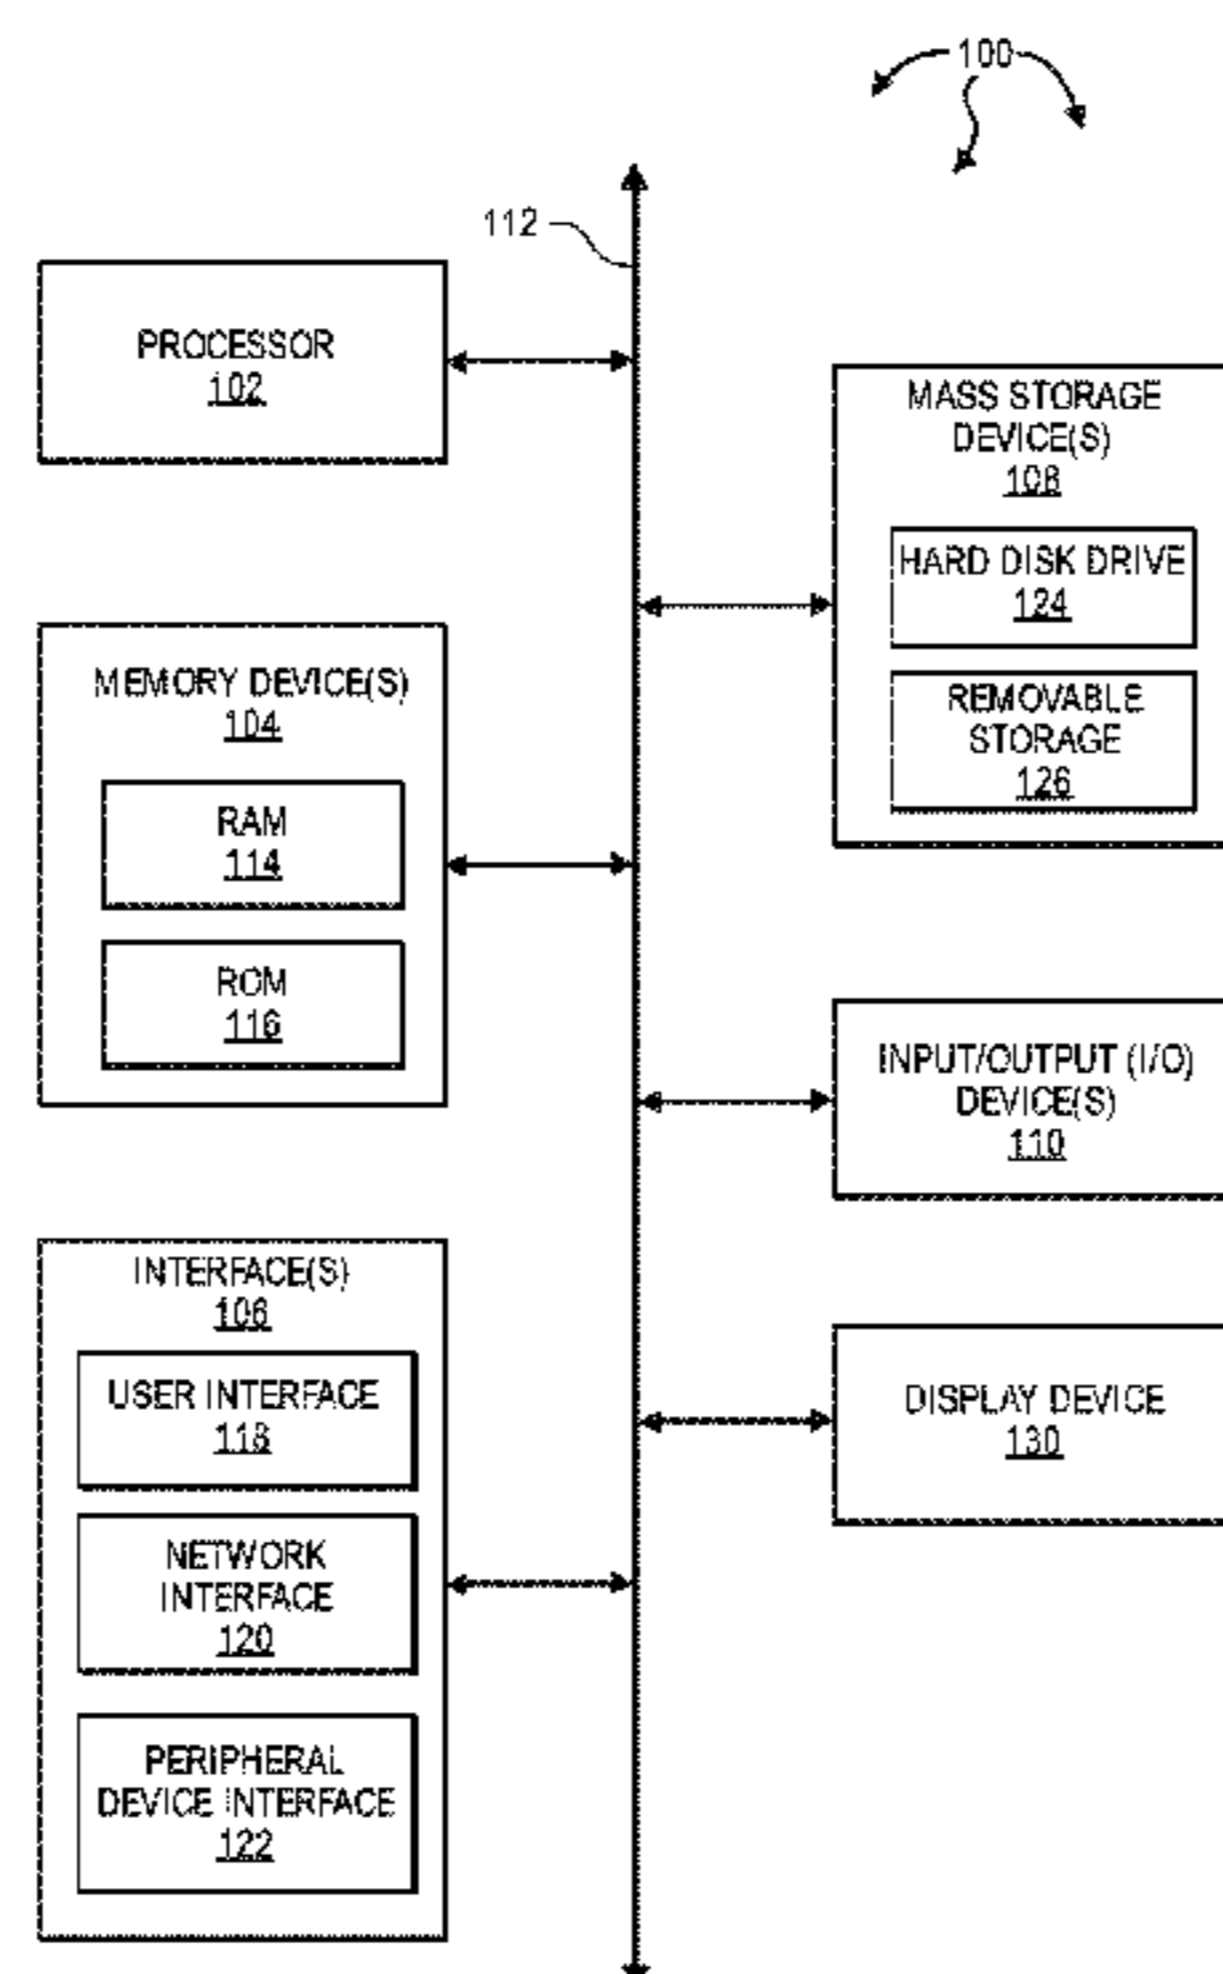 100
112
PROCESSOR
102
MEMORY DEVICE(S)
104
RAM
114
ROM
116
INTERFACE(S)
106
USER INTERFACE
118
NETWORK
INTERFACE
120
PERIPHERAL
DEVICE INTERFACE
122
MASS STORAGE
DEVICE(S)
108
HARD DISK DRIVE
124
REMOVABLE
STORAGE
126
INPUT/OUTPUT (I/O)
DEVICE(S)
110
DISPLAY DEVICE
130